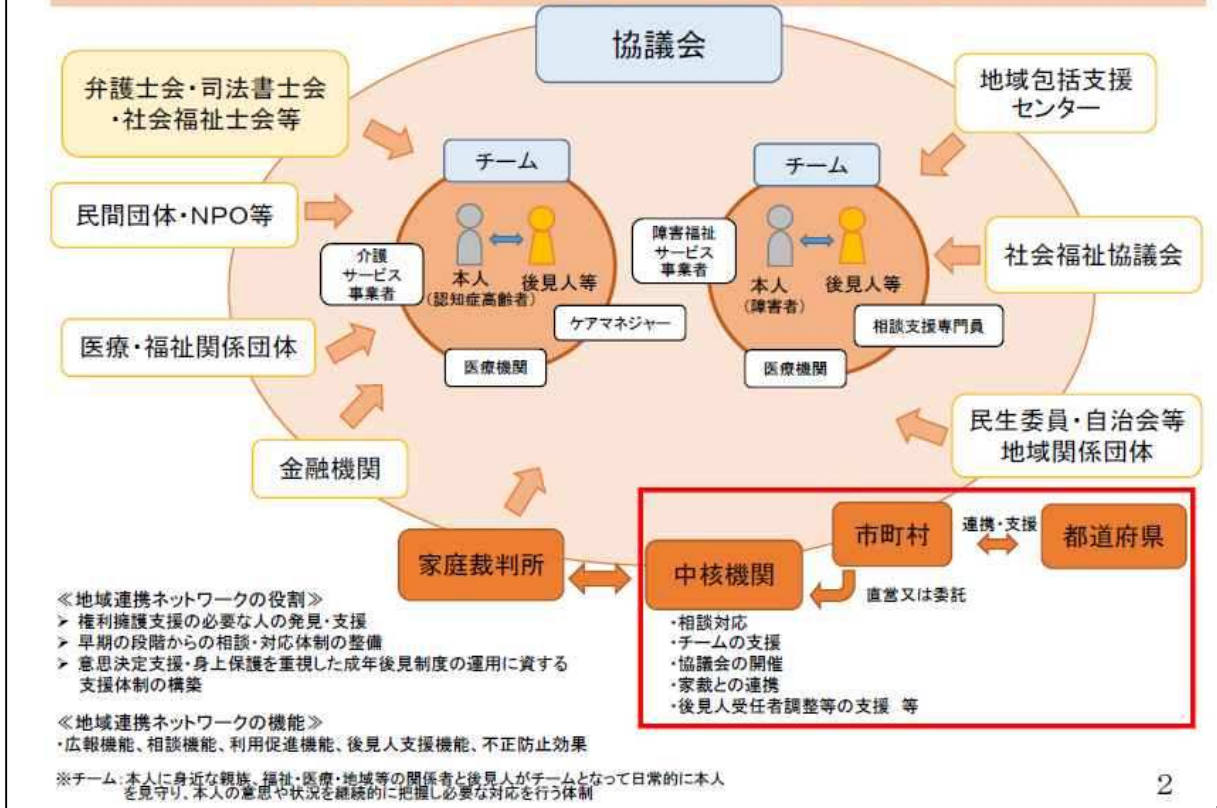 協議会
弁護士会・司法書士会
・社会福祉士会等
地域包括支援
センター
チーム
チーム
民間団体・NPO等
介護
サービス
事業者
本人
(認知症高齢者)
後見人等
ケアマネジャー
医療機関
障害福祉
サービス
事業者
本人
(障害者)
後見人等
相談支援専門員
医療機関
社会福祉協議会
医療・福祉関係団体
金融機関
民生委員・自治会等
地域関係団体
家庭裁判所
中核機関
市町村
連携・支援
都道府県
直営又は委託
・相談対応
・チームの支援
・協議会の開催
・家裁との連携
・後見人受任者調整等の支援 等
≪地域連携ネットワークの役割≫
➢ 権利擁護支援の必要な人の発見・支援
➢ 早期の段階からの相談・対応体制の整備
➢ 意思決定支援・身上保護を重視した成年後見制度の運用に資する
支援体制の構築
≪地域連携ネットワークの機能≫
・広報機能、相談機能、利用促進機能、後見人支援機能、不正防止効果
※チーム:本人に身近な親族、福祉・医療・地域等の関係者と後見人がチームとなって日常的に本人
を見守り、本人の意思や状況を継続的に把握し必要な対応を行う体制
2